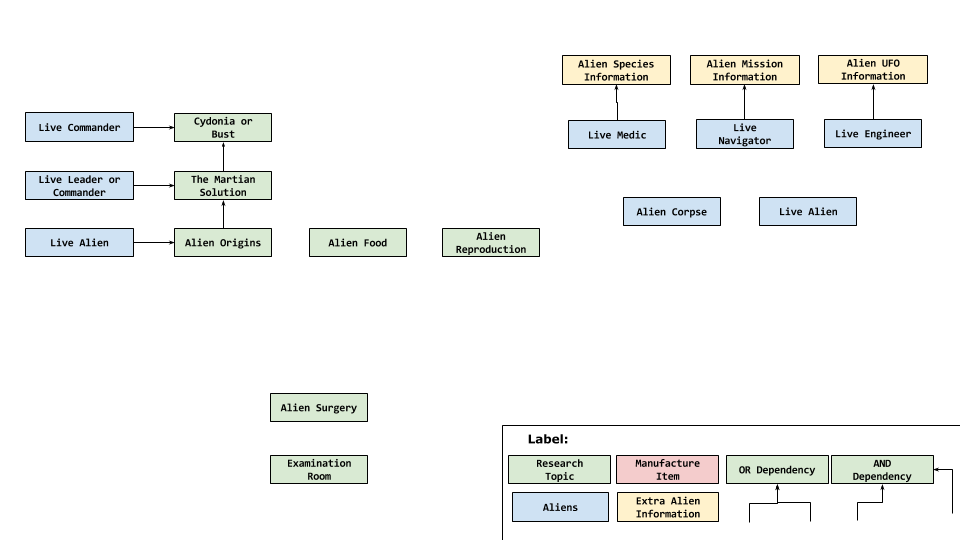 Alien Species
Information
Alien Mission
Information
Alien UFO
Information
Live Commander
Cydonia or
Bust
Live Medic
Live
Navigator
Live Engineer
Live Leader or
Commander
The Martian
Solution
Alien Corpse
Live Alien
Live Alien
Alien Origins
Alien Food
Alien
Reproduction
Alien Surgery
Examination
Room
Label:
Research
Topic
Manufacture
Item
OR Dependency
AND
Dependency
Aliens
Extra Alien
Information